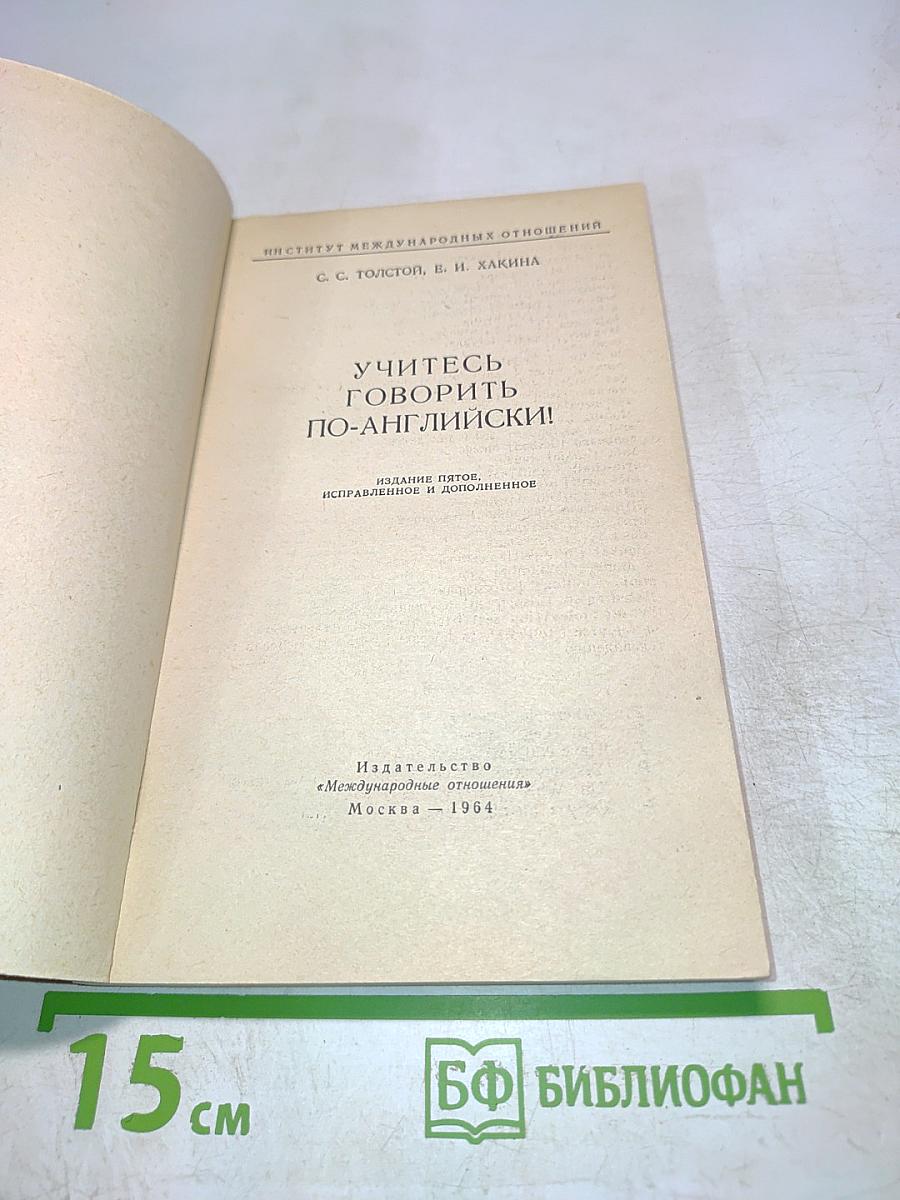 ИНСТИТУТ МЕЖДУНАРОДНЫХ ОТНОШЕНИЙ
С. С. ТОЛСТОЙ, Е. И. ХАКИНА
УЧИТЕСЬ
ГОВОРИТЬ
ПО-АНГЛИЙСКИ!
ИЗДАНИЕ ПЯТОЕ,
ИСПРАВЛЕННОЕ И ДОПОЛНЕННОЕ
Издательство
«Международные отношения»
Москва — 1964
15 см
БФ БИБЛИОФАН